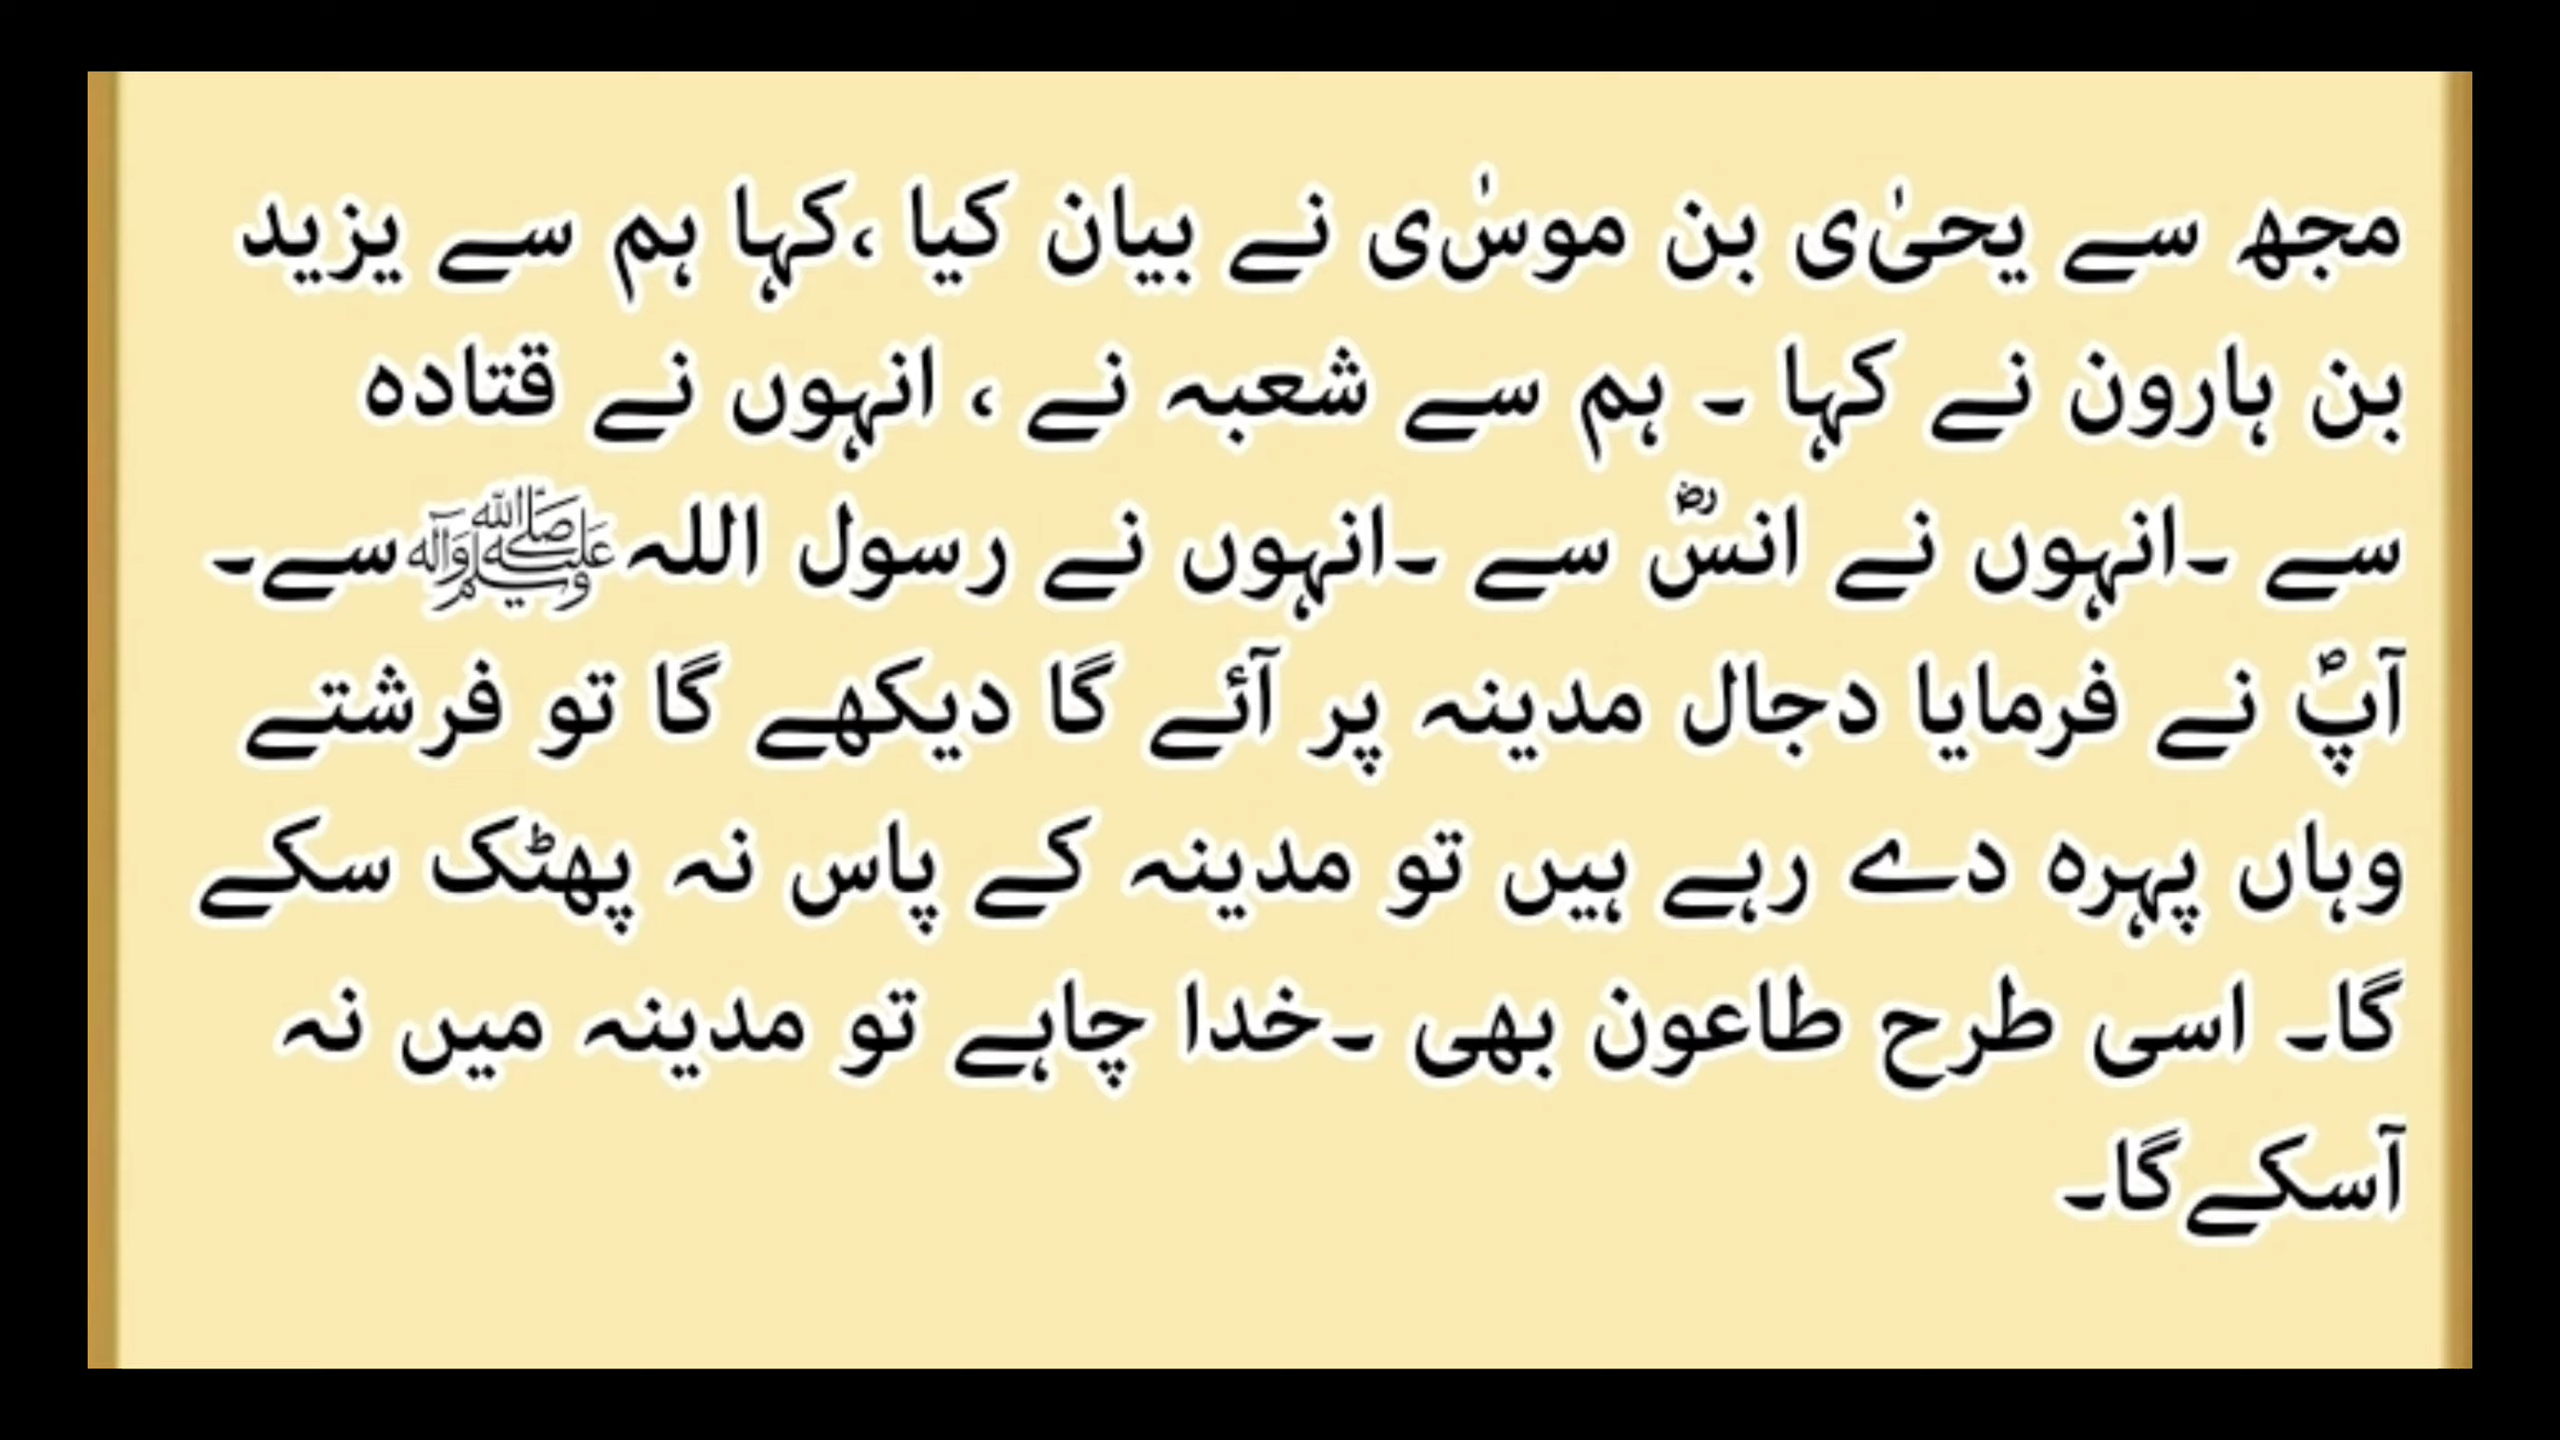 مجھ سے یحیٰی بن موسٰی نے بیان کیا ،کہا ہم سے یزید
بن ہارون نے کہا ۔ ہم سے شعبہ نے ، انہوں نے قتادہ
سے ۔انہوں نے انسؓ سے ۔انہوں نے رسول اللہ ﷺ سے۔
آپؐ نے فرمایا دجال مدینہ پر آئے گا دیکھے گا تو فرشتے
وہاں پہرہ دے رہے ہیں تو مدینہ کے پاس نہ پھٹک سکے
گا۔ اسی طرح طاعون بھی ۔خدا چاہے تو مدینہ میں نہ
آسکےگا۔